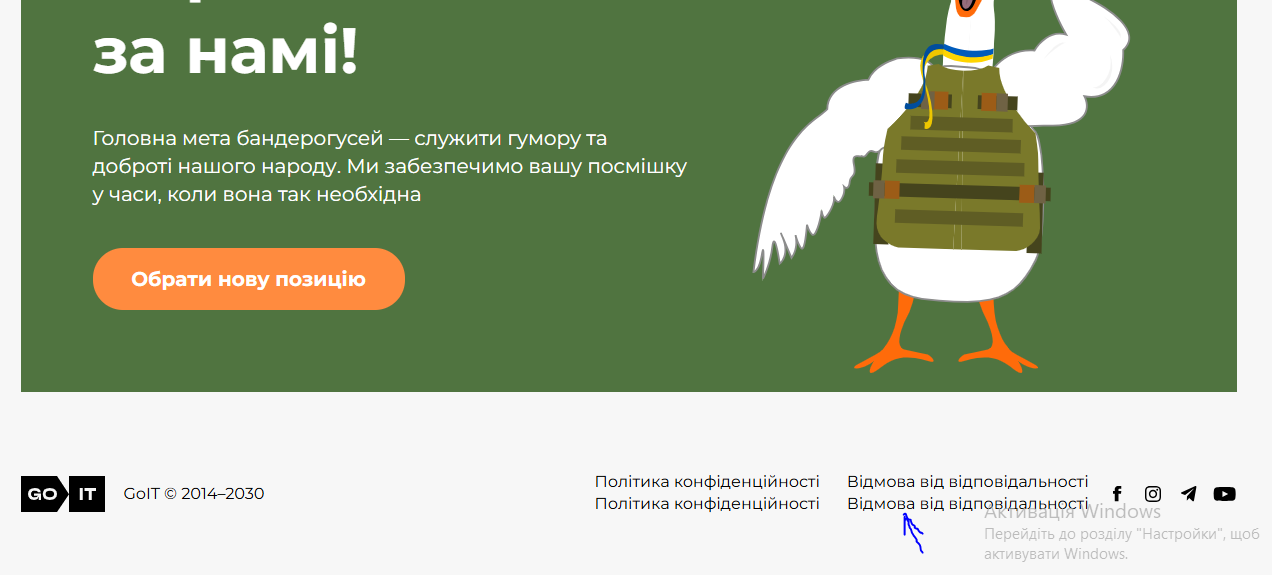 за намі!
Головна мета бандерогусей — служити гумору та
доброті нашого народу. Ми забезпечимо вашу посмішку
у часи, коли вона так необхідна
Обрати нову позицію
GO IT
GoIT © 2014–2030
Політика конфіденційності
Відмова від відповідальності
Політика конфіденційності
Відмова від відповідальності
Активація Windows
Перейдіть до розділу "Настройки", щоб
активувати Windows.